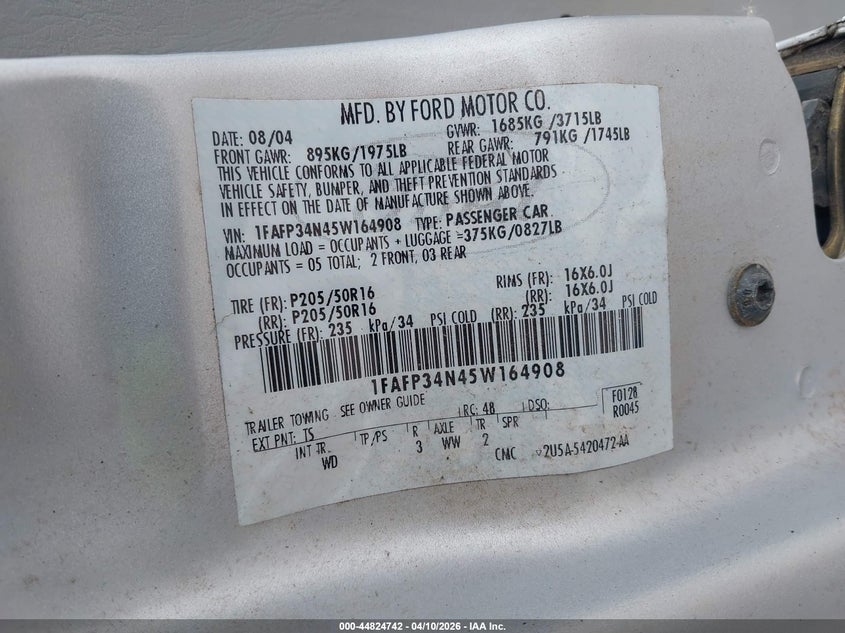 MFD. BY FORD MOTOR CO.
DATE: 08/04 GVWR: 1685KG /3715LB
FRONT GAWR: 895KG/1975LB REAR GAWR: 791KG /1745LB
THIS VEHICLE CONFORMS TO ALL APPLICABLE FEDERAL MOTOR
VEHICLE SAFETY, BUMPER, AND THEFT PREVENTION STANDARDS
IN EFFECT ON THE DATE OF MANUFACTURE SHOWN ABOVE.
VIN: 1FAFP34N45W164908 TYPE: PASSENGER CAR
MAXIMUM LOAD = OCCUPANTS + LUGGAGE =375KG/0827LB
OCCUPANTS = 05 TOTAL; 2 FRONT, 03 REAR
TIRE (FR): P205/50R16 RIMS (FR): 16X6.0J
(RR): P205/50R16 (RR): 16X6.0J
PRESSURE (FR): 235 kPa/34 PSI COLD (RR): 235 kPa/34 PSI COLD
1FAFP34N45W164908
TRAILER TOWING SEE OWNER GUIDE RC: 48 DSO: F0128
EXT PNT: TS R0045
INT TR TP/PS R AXLE TR SPR
WD 3 WW 2 CMC 2U5A-5420472-AA
000-44824742 — 04/10/2026 — IAA Inc.